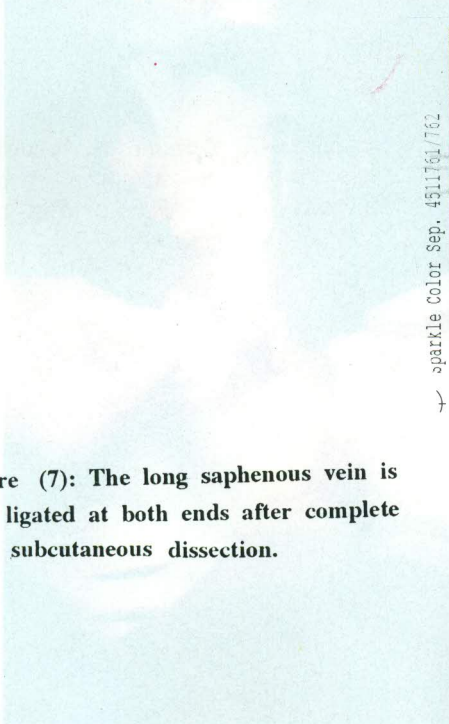 re (7): The long saphenous vein is
ligated at both ends after complete
subcutaneous dissection.
Sparkle Color Sep. 4511761/762